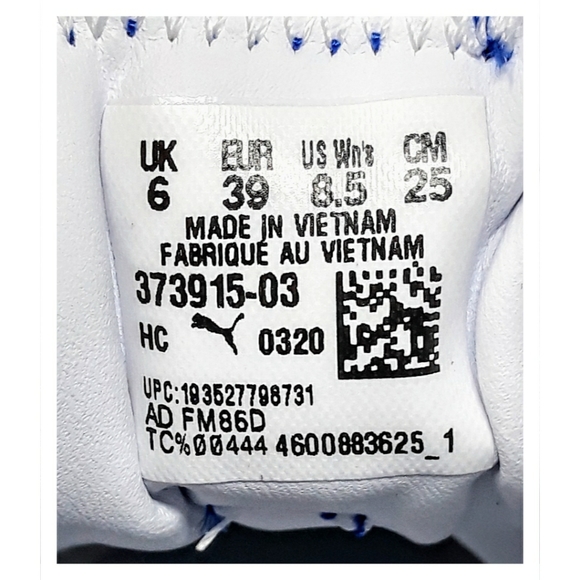 UK EUR US Wn's CM
6 39 8.5 25
MADE IN VIETNAM
FABRIQUÉ AU VIETNAM
373915-03
HC 0320
UPC:193527798731
AD FM86D
TC%00444 4600883625_1